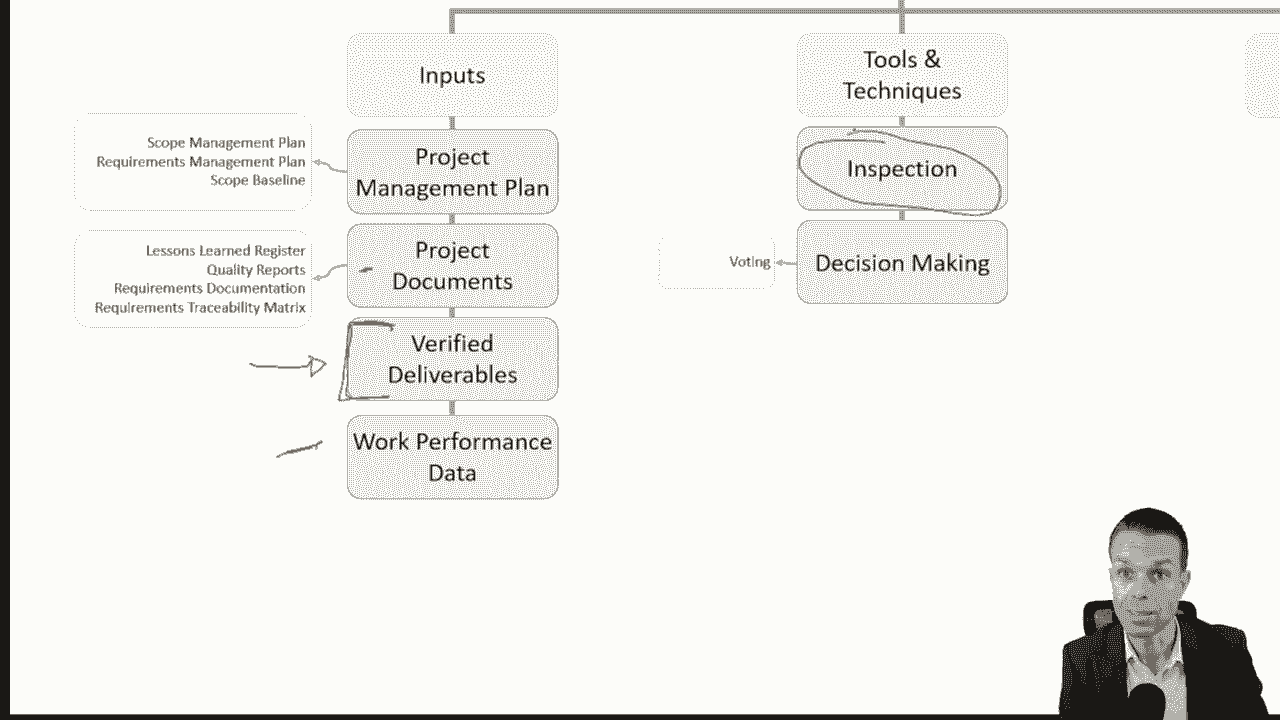 Inputs
Scope Management Plan
Requirements Management Plan
Scope Baseline
Project
Management Plan
Lessons Learned Register
Quality Reports
Requirements Documentation
Requirements Traceability Matrix
Project
Documents
Verified
Deliverables
Work Performance
Data
Tools &
Techniques
Inspection
Voting
Decision Making